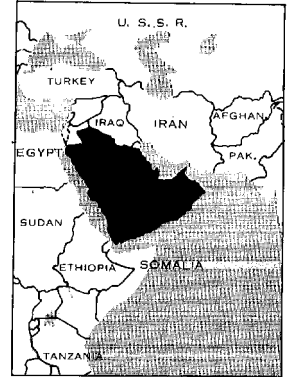 U. S. S. R.
TURKEY
IRAQ
IRAN
AFGHAN.
EGYPT
PAK.
SUDAN
ETHIOPIA
SOMALIA
TANZANIA